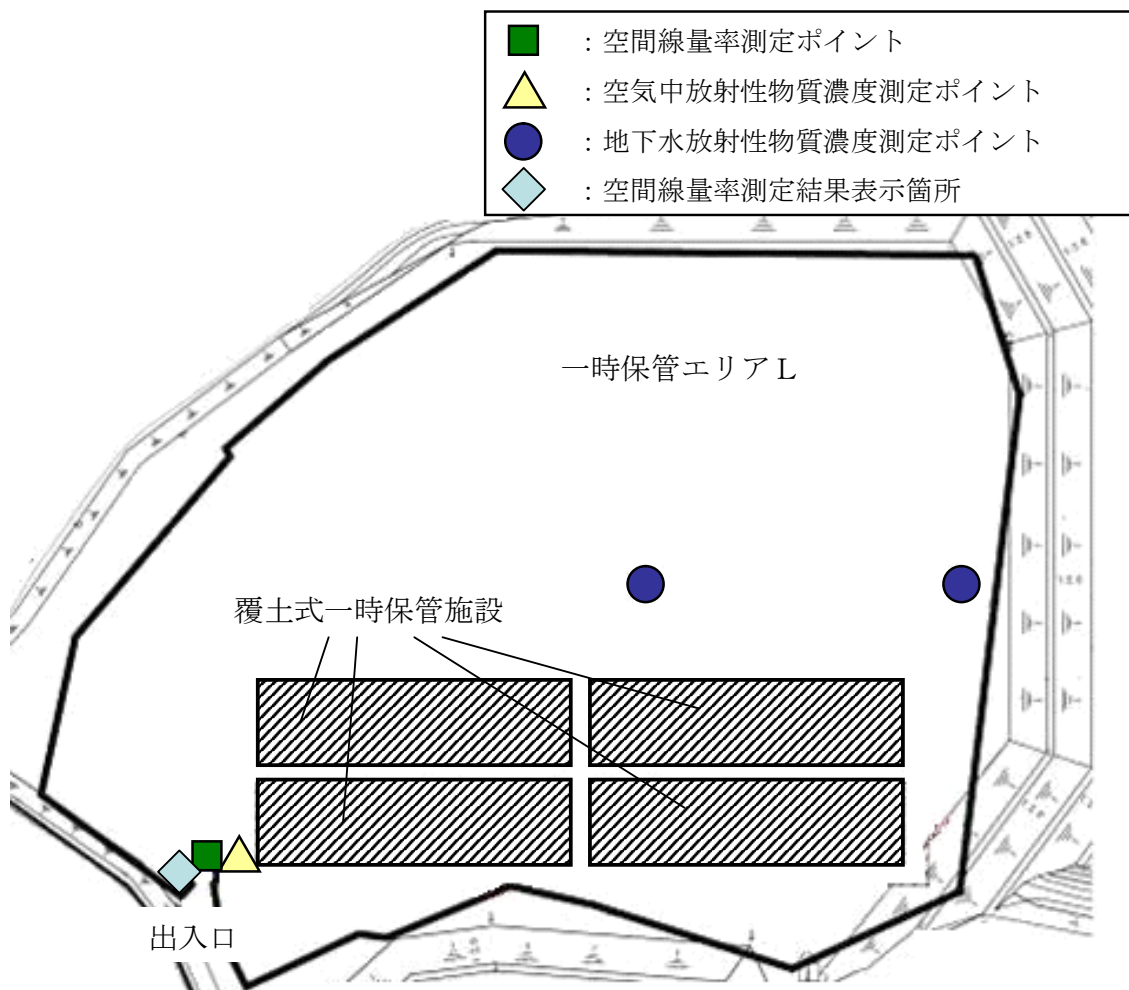 ：空間線量率測定ポイント
：空気中放射性物質濃度測定ポイント
：地下水放射性物質濃度測定ポイント
：空間線量率測定結果表示箇所
一時保管エリアＬ
覆土式一時保管施設
出入口